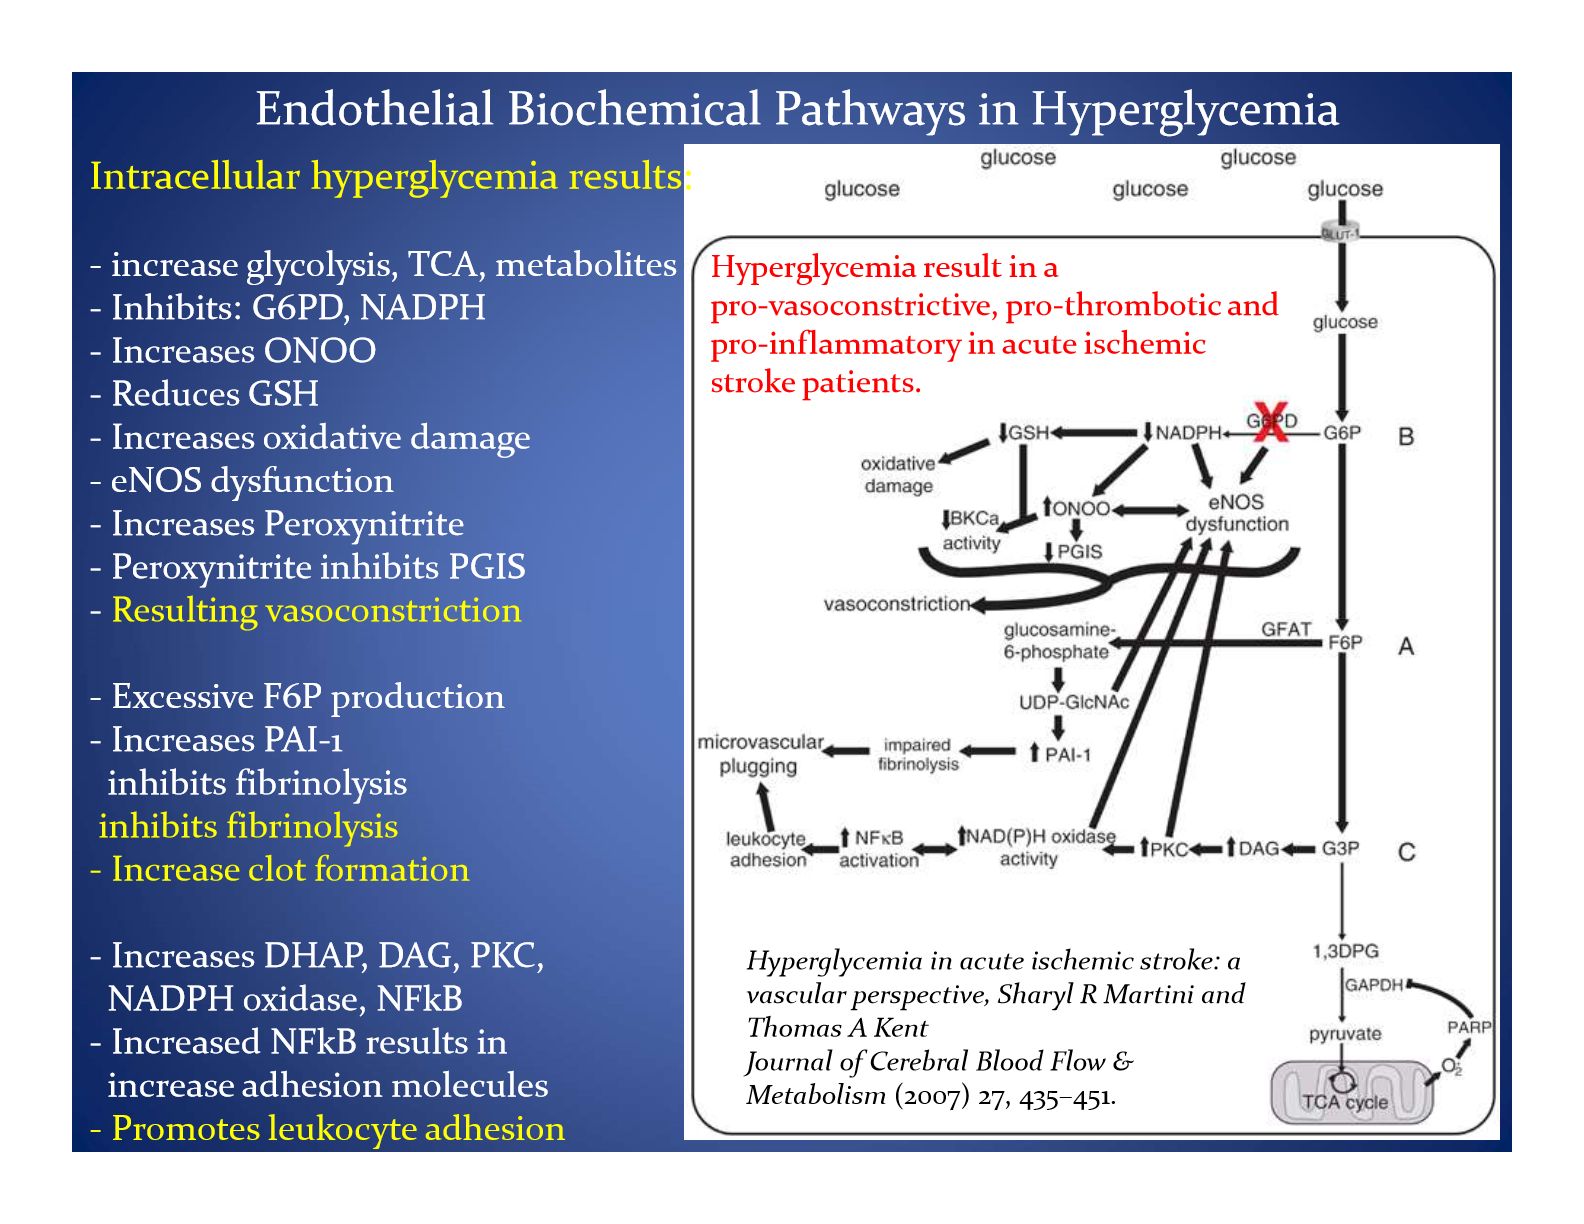 Endothelial Biochemical Pathways in Hyperglycemia
Intracellular hyperglycemia results:
- increase glycolysis, TCA, metabolites
- Inhibits: G6PD, NADPH
- Increases ONOO
- Reduces GSH
- Increases oxidative damage
- eNOS dysfunction
- Increases Peroxynitrite
- Peroxynitrite inhibits PGIS
- Resulting vasoconstriction
- Excessive F6P production
- Increases PAI-1
inhibits fibrinolysis
inhibits fibrinolysis
- Increase clot formation
- Increases DHAP, DAG, PKC,
NADPH oxidase, NFkB
- Increased NFkB results in
increase adhesion molecules
- Promotes leukocyte adhesion
glucose glucose
glucose glucose glucose
GLUT-1
Hyperglycemia result in a
pro-vasoconstrictive, pro-thrombotic and
pro-inflammatory in acute ischemic
stroke patients.
glucose
G6PD
X
GSH NADPH G6P B
oxidative
damage
eNOS
dysfunction
ONOO
BKCa
activity
PGIS
vasoconstriction
glucosamine-
6-phosphate
GFAT
F6P A
UDP-GlcNAc
microvascular
plugging
impaired
fibrinolysis
PAI-1
leukocyte
adhesion
NFκB
activation
NAD(P)H oxidase
activity
PKC DAG G3P C
1,3DPG
GAPDH
PARP
pyruvate
O₂∸
TCA cycle
Hyperglycemia in acute ischemic stroke: a
vascular perspective, Sharyl R Martini and
Thomas A Kent
Journal of Cerebral Blood Flow &
Metabolism (2007) 27, 435–451.